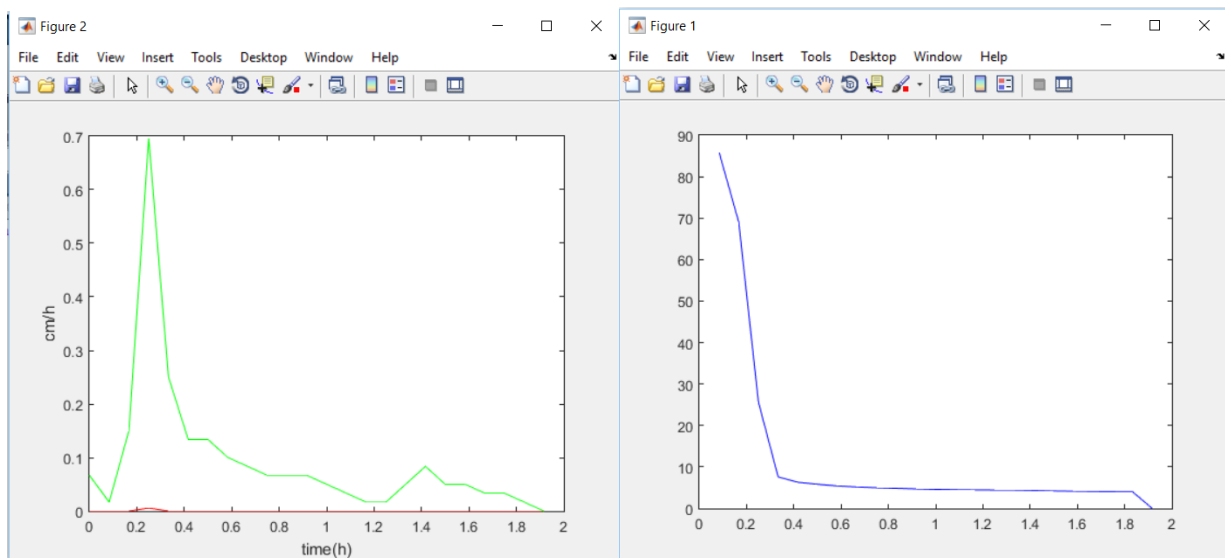 Figure 2
File Edit View Insert Tools Desktop Window Help
0.7
0.6
0.5
0.4
0.3
0.2
0.1
0
cm/h
0 0.2 0.4 0.6 0.8 1 1.2 1.4 1.6 1.8 2
time(h)
Figure 1
File Edit View Insert Tools Desktop Window Help
90
80
70
60
50
40
30
20
10
0
0 0.2 0.4 0.6 0.8 1 1.2 1.4 1.6 1.8 2